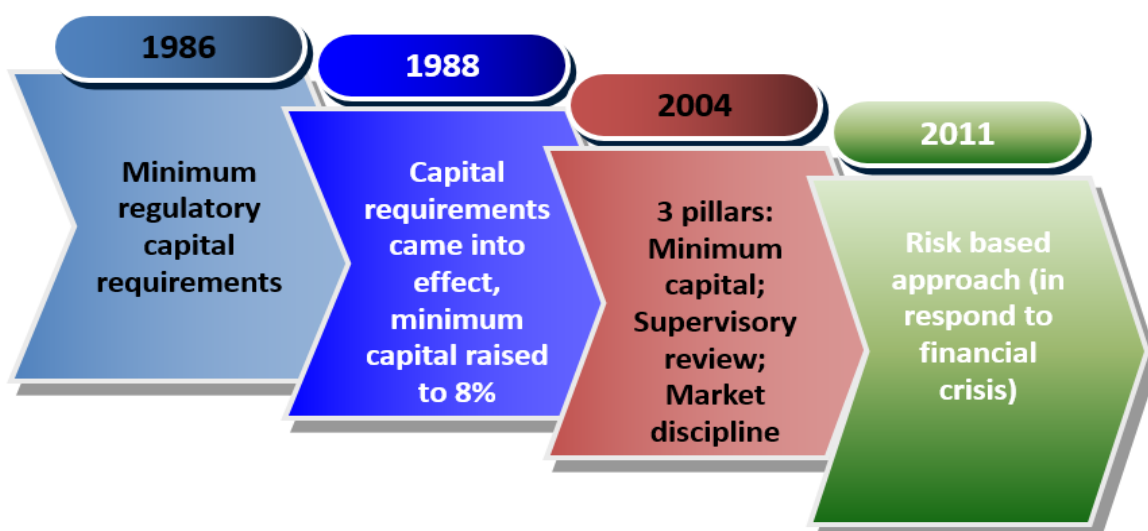 1986
Minimum
regulatory
capital
requirements
1988
Capital
requirements
came into
effect,
minimum
capital raised
to 8%
2004
3 pillars:
Minimum
capital;
Supervisory
review;
Market
discipline
2011
Risk based
approach (in
respond to
financial
crisis)